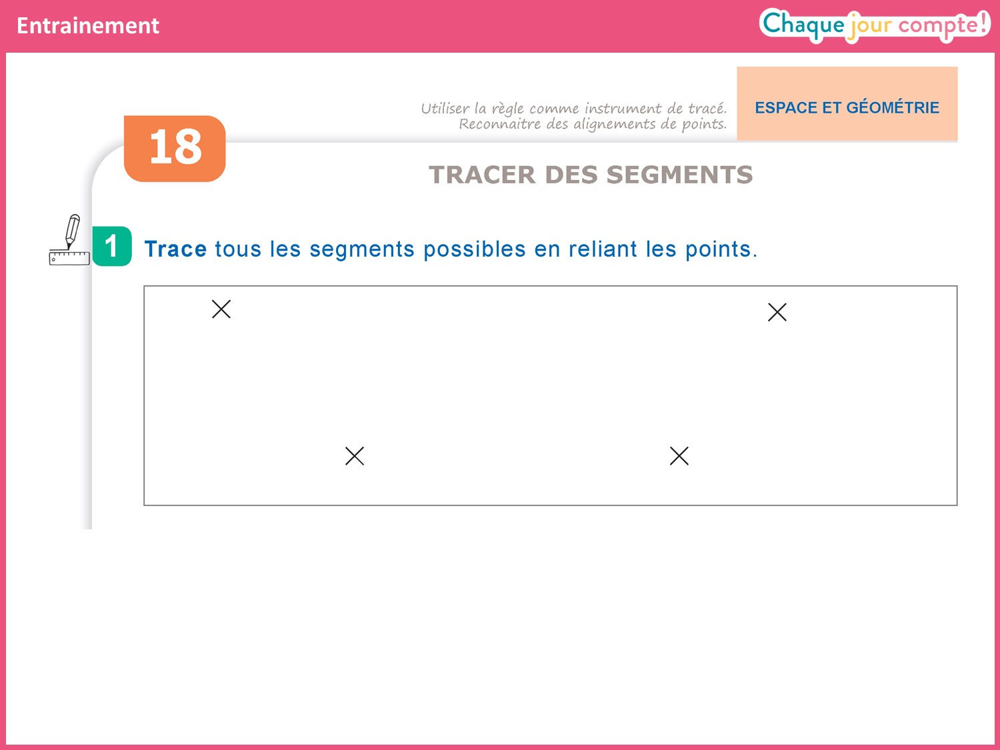 Entrainement
Chaque jour compte!
Utiliser la règle comme instrument de tracé.
Reconnaitre des alignements de points.
ESPACE ET GÉOMÉTRIE
18
TRACER DES SEGMENTS
1 Trace tous les segments possibles en reliant les points.